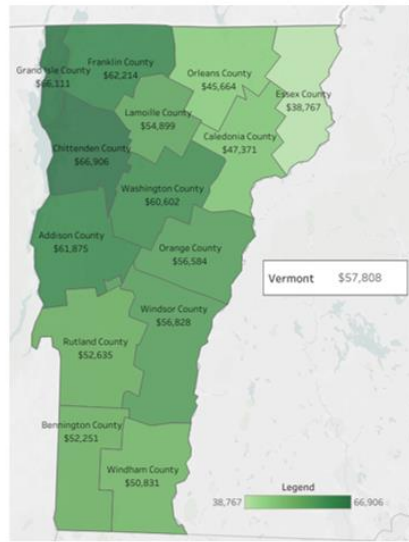 Franklin County
$62,214
Orleans County
$45,664
Grand Isle County
$66,111
Essex County
$38,767
Lamoille County
$54,899
Caledonia County
$47,371
Chittenden County
$66,906
Washington County
$60,602
Addison County
$61,875
Orange County
$56,584
Vermont $57,808
Windsor County
$56,828
Rutland County
$52,635
Bennington County
$52,251
Windham County
$50,831
Legend
38,767 66,906